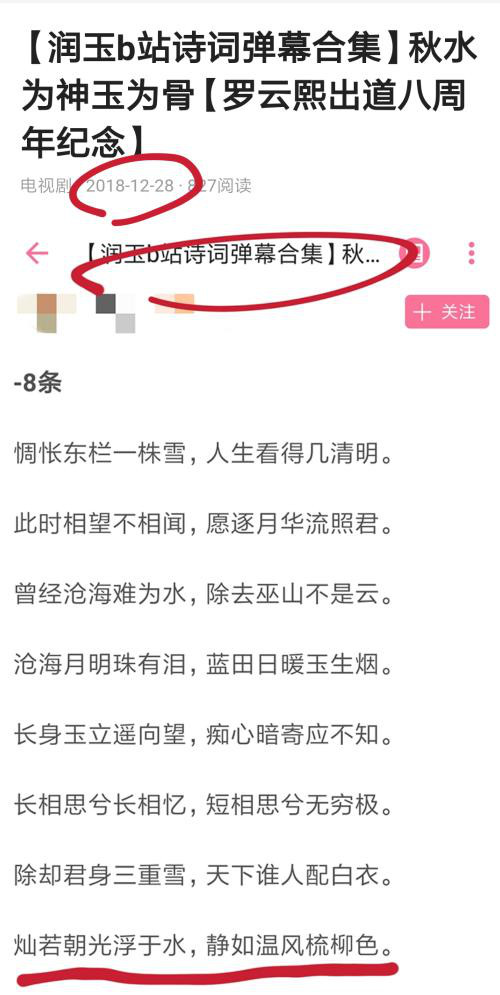 【润玉b站诗词弹幕合集】秋水
为神玉为骨【罗云熙出道八周
年纪念】
电视剧 2018-12-28 · 827阅读
【润玉b站诗词弹幕合集】秋...
关注
-8条
惆怅东栏一株雪，人生看得几清明。
此时相望不相闻，愿逐月华流照君。
曾经沧海难为水，除去巫山不是云。
沧海月明珠有泪，蓝田日暖玉生烟。
长身玉立遥向望，痴心暗寄应不知。
长相思兮长相忆，短相思兮无穷极。
除却君身三重雪，天下谁人配白衣。
灿若朝光浮于水，静如温风梳柳色。